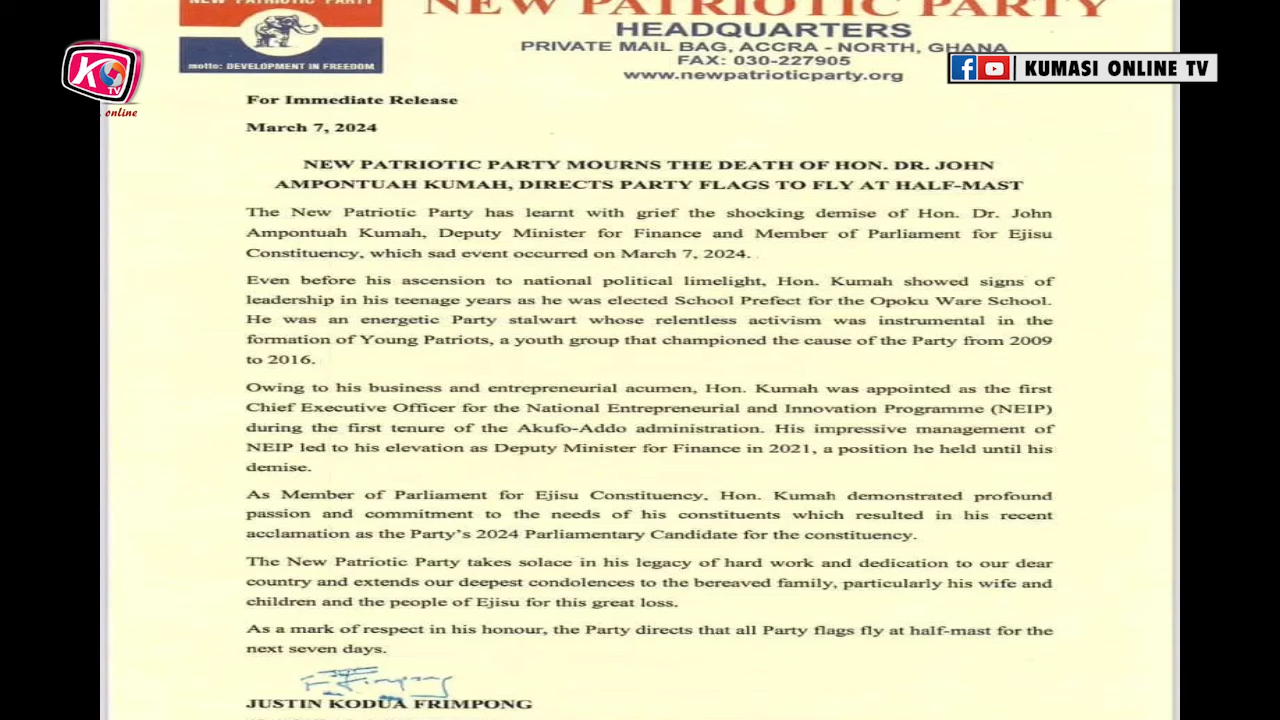 NEW PATRIOTIC PARTY
motto: DEVELOPMENT IN FREEDOM
NEW PATRIOTIC PARTY
HEADQUARTERS
PRIVATE MAIL BAG, ACCRA - NORTH, GHANA
FAX: 030-227905
www.newpatrioticparty.org
K TV
online
KUMASI ONLINE TV
For Immediate Release
March 7, 2024
NEW PATRIOTIC PARTY MOURNS THE DEATH OF HON. DR. JOHN
AMPONTUAH KUMAH, DIRECTS PARTY FLAGS TO FLY AT HALF-MAST
The New Patriotic Party has learnt with grief the shocking demise of Hon. Dr. John
Ampontuah Kumah, Deputy Minister for Finance and Member of Parliament for Ejisu
Constituency, which sad event occurred on March 7, 2024.
Even before his ascension to national political limelight, Hon. Kumah showed signs of
leadership in his teenage years as he was elected School Prefect for the Opoku Ware School.
He was an energetic Party stalwart whose relentless activism was instrumental in the
formation of Young Patriots, a youth group that championed the cause of the Party from 2009
to 2016.
Owing to his business and entrepreneurial acumen, Hon. Kumah was appointed as the first
Chief Executive Officer for the National Entrepreneurial and Innovation Programme (NEIP)
during the first tenure of the Akufo-Addo administration. His impressive management of
NEIP led to his elevation as Deputy Minister for Finance in 2021, a position he held until his
demise.
As Member of Parliament for Ejisu Constituency, Hon. Kumah demonstrated profound
passion and commitment to the needs of his constituents which resulted in his recent
acclamation as the Party's 2024 Parliamentary Candidate for the constituency.
The New Patriotic Party takes solace in his legacy of hard work and dedication to our dear
country and extends our deepest condolences to the bereaved family, particularly his wife and
children and the people of Ejisu for this great loss.
As a mark of respect in his honour, the Party directs that all Party flags fly at half-mast for the
next seven days.
JUSTIN KODUA FRIMPONG